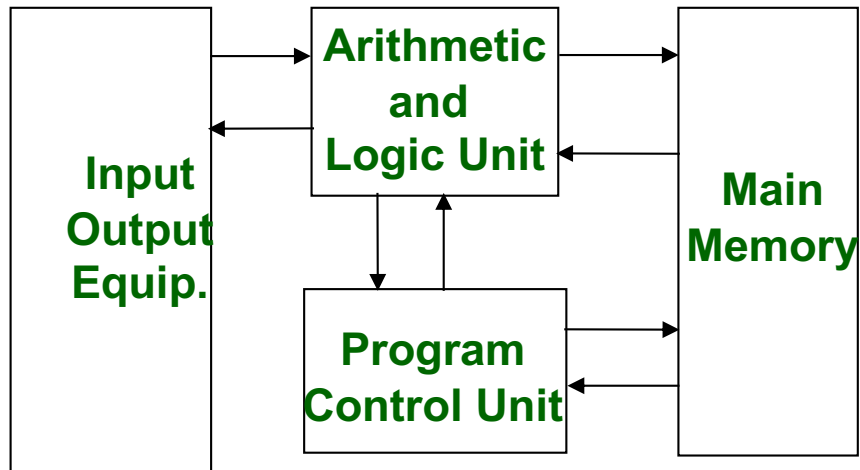 Input
Output
Equip.
Arithmetic
and
Logic Unit
Program
Control Unit
Main
Memory